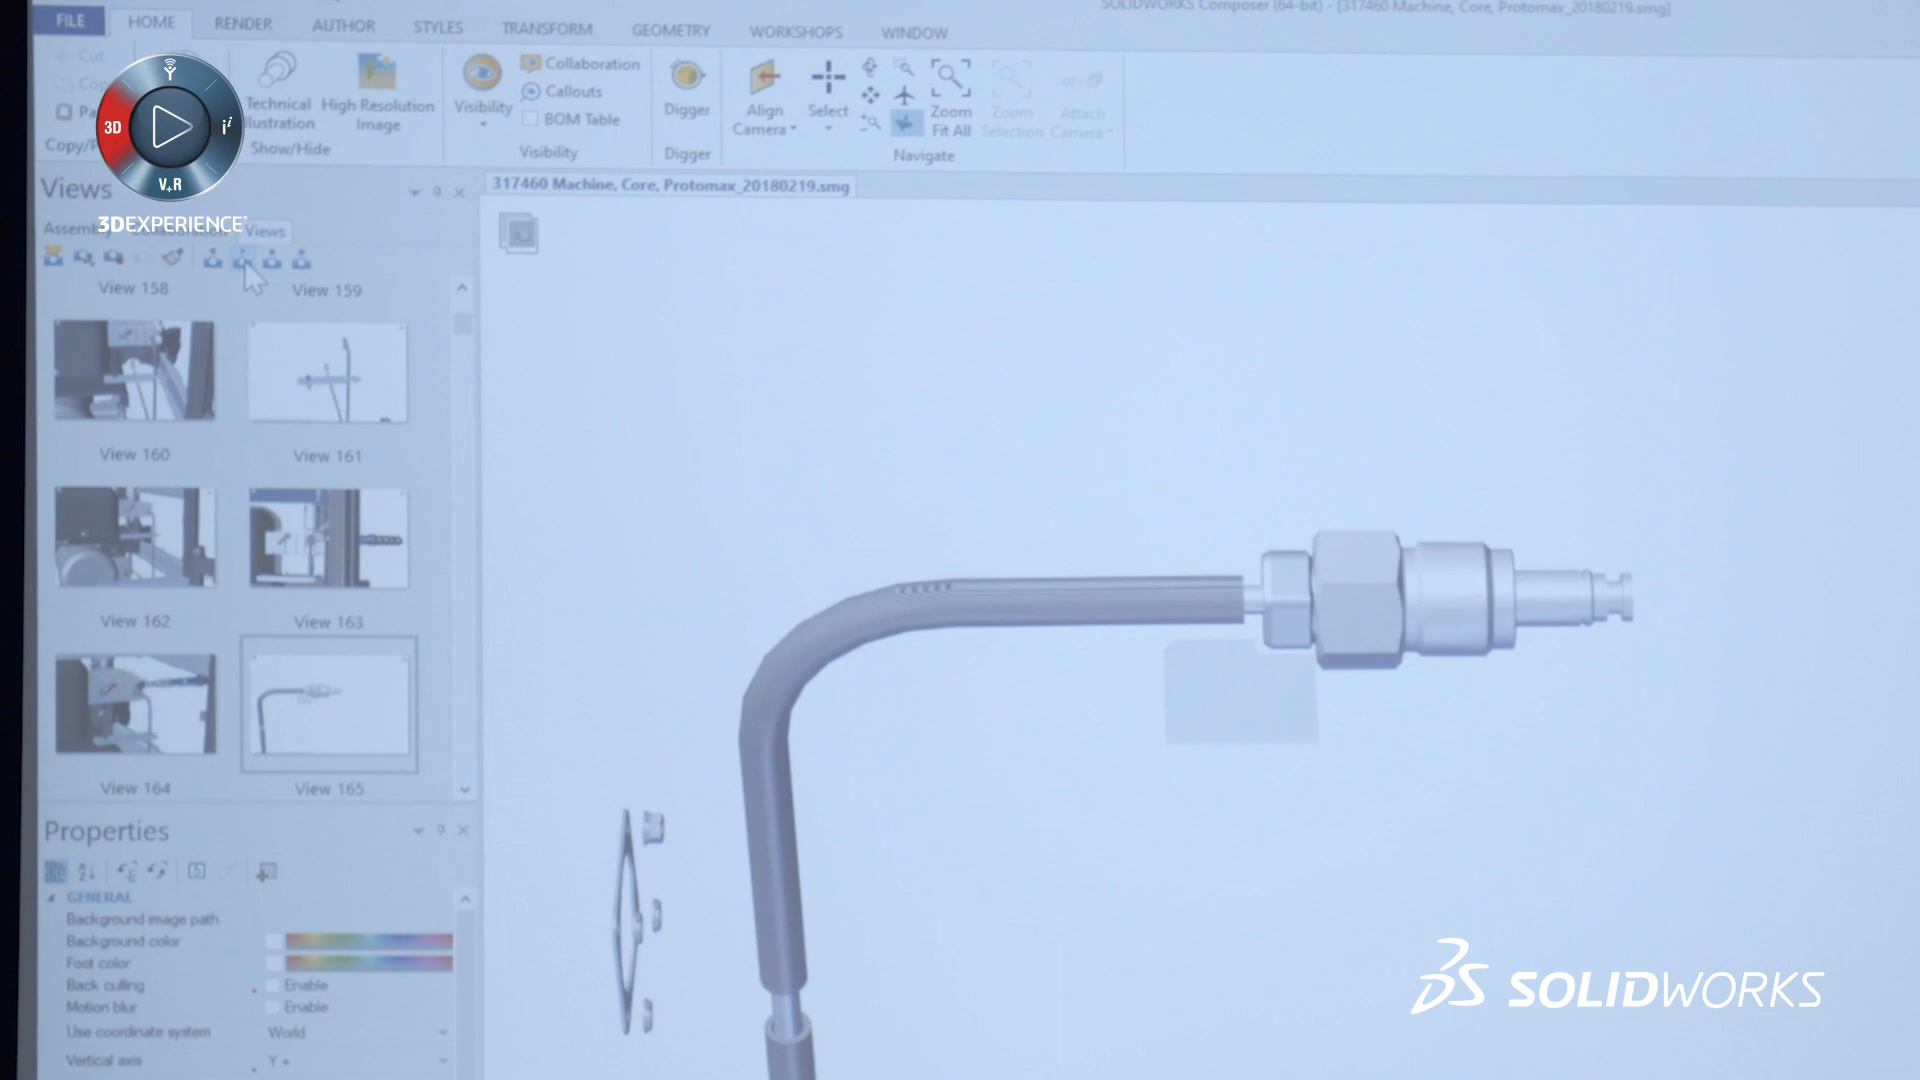 SOLIDWORKS Composer (64-bit) - [317460 Machine, Core, Protomax_20180219.smg]
FILE HOME RENDER AUTHOR STYLES TRANSFORM GEOMETRY WORKSHOPS WINDOW
Cut
Technical
High Resolution
Image
Show/Hide
Visibility
Collaboration
Callouts
BOM Table
Visibility
Digger
Digger
Align
Camera
Select
Zoom
Fit All
Zoom
Selection
Attach
Camera
Navigate
3D
V+R
3DEXPERIENCE
Views
Views
317460 Machine, Core, Protomax_20180219.smg
View 158 View 159
View 160 View 161
View 162 View 163
View 164 View 165
Properties
GENERAL
Background image path
Background color
Foot color
Back culling Enable
Motion blur Enable
Use coordinate system World
Vertical axis Y +
SOLIDWORKS